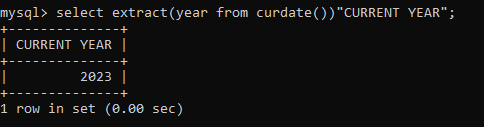 mysql> select extract(year from curdate())"CURRENT YEAR";
+--------------+
| CURRENT YEAR |
+--------------+
|         2023 |
+--------------+
1 row in set (0.00 sec)